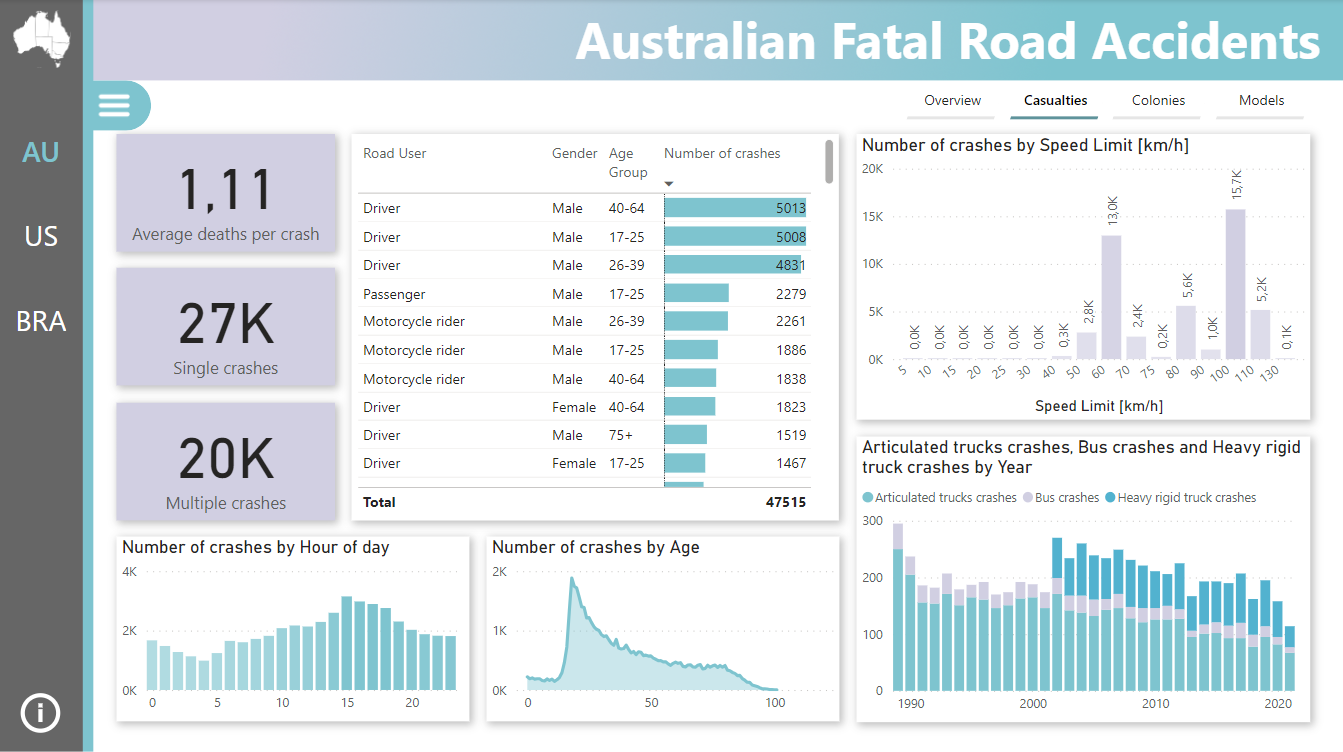 Australian Fatal Road Accidents
Overview Casualties Colonies Models
AU
US
BRA
1,11
Average deaths per crash
27K
Single crashes
20K
Multiple crashes
Road User Gender Age Group Number of crashes
Driver Male 40-64 5013
Driver Male 17-25 5008
Driver Male 26-39 4831
Passenger Male 17-25 2279
Motorcycle rider Male 26-39 2261
Motorcycle rider Male 17-25 1886
Motorcycle rider Male 40-64 1838
Driver Female 40-64 1823
Driver Male 75+ 1519
Driver Female 17-25 1467
Total 47515
Number of crashes by Speed Limit [km/h]
20K
15K
10K
5K
0K
0,0K 0,0K 0,0K 0,0K 0,0K 0,0K 0,3K 2,8K 13,0K 2,4K 0,2K 5,6K 1,0K 15,7K 5,2K 0,1K
5 10 15 20 25 30 40 50 60 70 75 80 90 100 110 130
Speed Limit [km/h]
Number of crashes by Hour of day
4K
2K
0K
0 5 10 15 20
Number of crashes by Age
2K
1K
0K
0 50 100
Articulated trucks crashes, Bus crashes and Heavy rigid
truck crashes by Year
Articulated trucks crashes Bus crashes Heavy rigid truck crashes
300
200
100
0
1990 2000 2010 2020